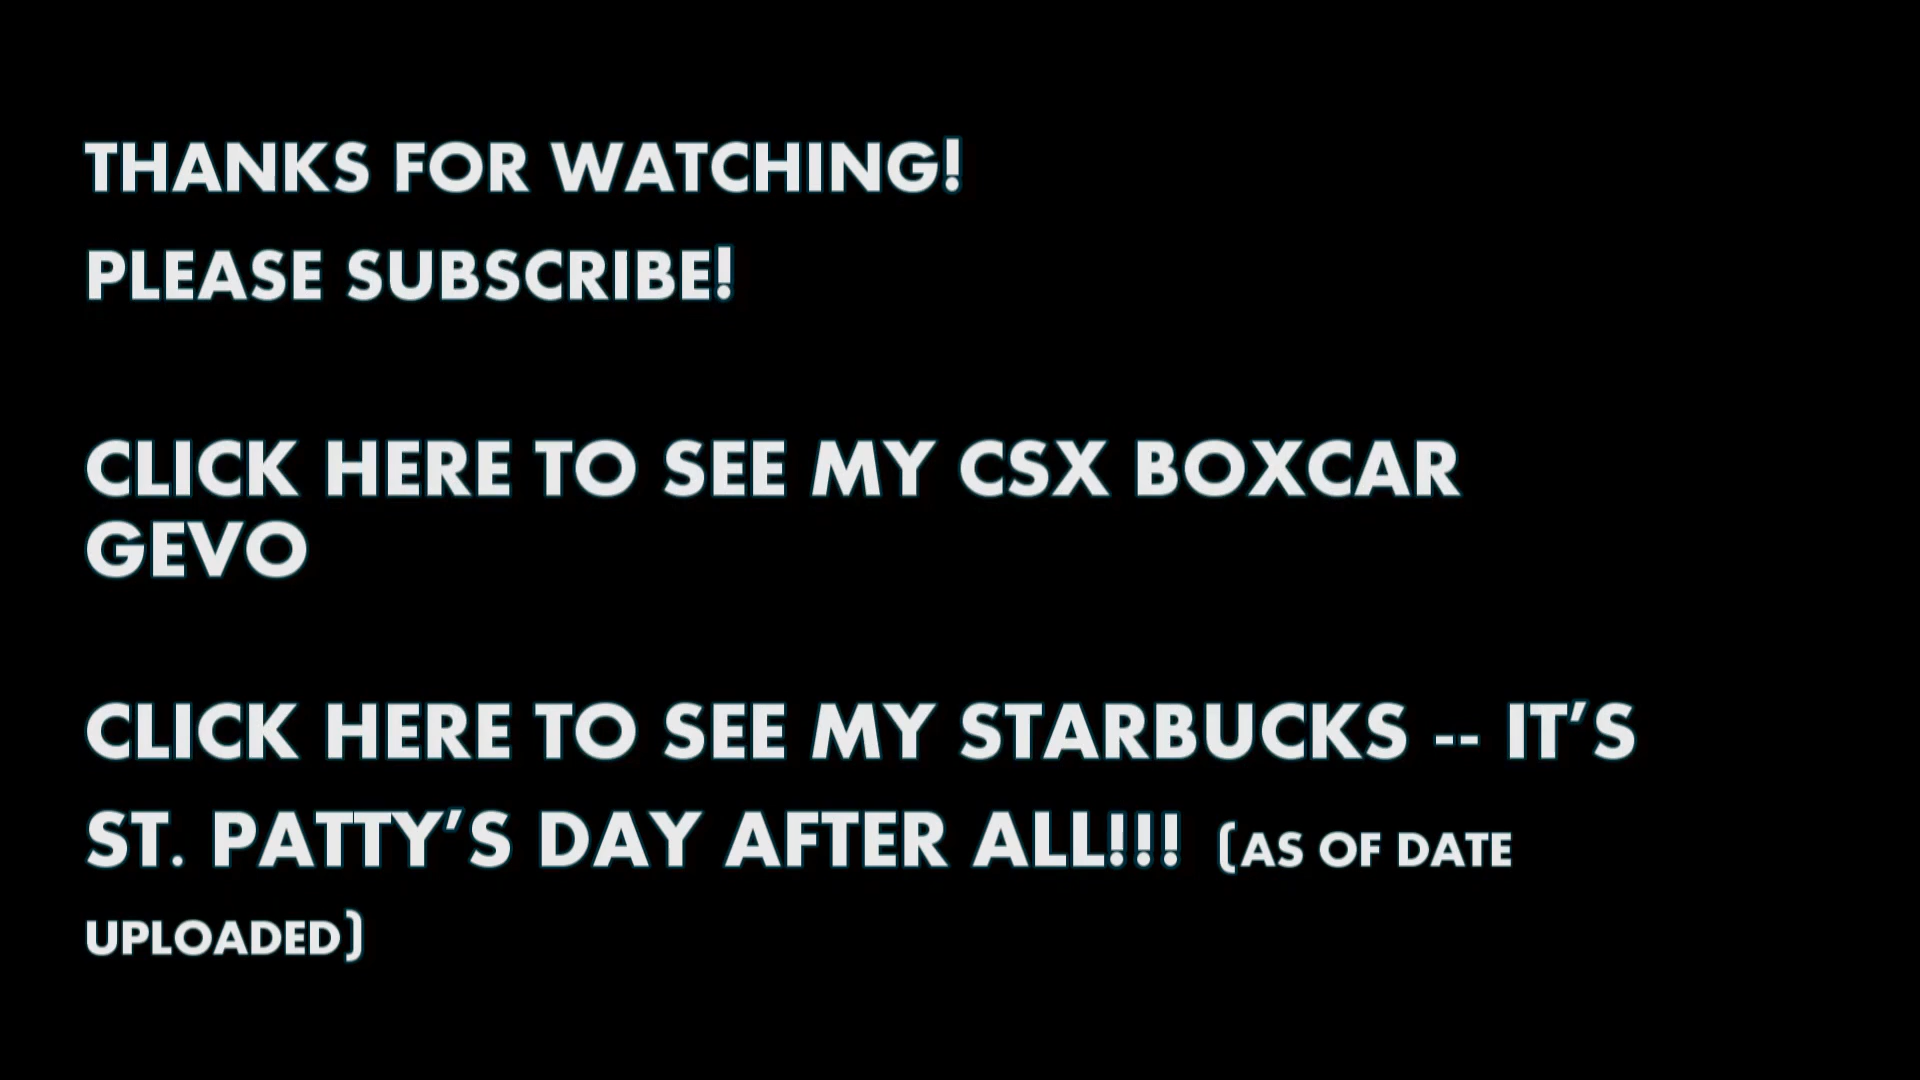 THANKS FOR WATCHING!
PLEASE SUBSCRIBE!
CLICK HERE TO SEE MY CSX BOXCAR
GEVO
CLICK HERE TO SEE MY STARBUCKS -- IT’S
ST. PATTY’S DAY AFTER ALL!!! (AS OF DATE
UPLOADED)